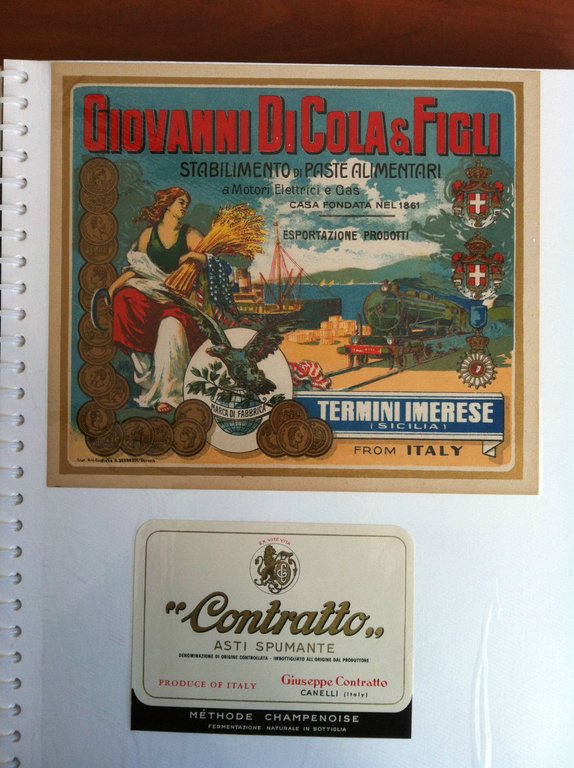 GIOVANNI DI COLA & FIGLI
STABILIMENTO DI PASTE ALIMENTARI
a Motori Elettrici e Gas
CASA FONDATA NEL 1861
ESPORTAZIONE PRODOTTI
MARCA DI FABBRICA
TERMINI IMERESE
(SICILIA)
FROM ITALY
EX VITE VITA
"Contratto"
ASTI SPUMANTE
DENOMINAZIONE DI ORIGINE CONTROLLATA - IMBOTTIGLIATO ALL'ORIGINE DAL PRODUTTORE
PRODUCE OF ITALY
Giuseppe Contratto
CANELLI (Italy)
MÉTHODE CHAMPENOISE
FERMENTAZIONE NATURALE IN BOTTIGLIA